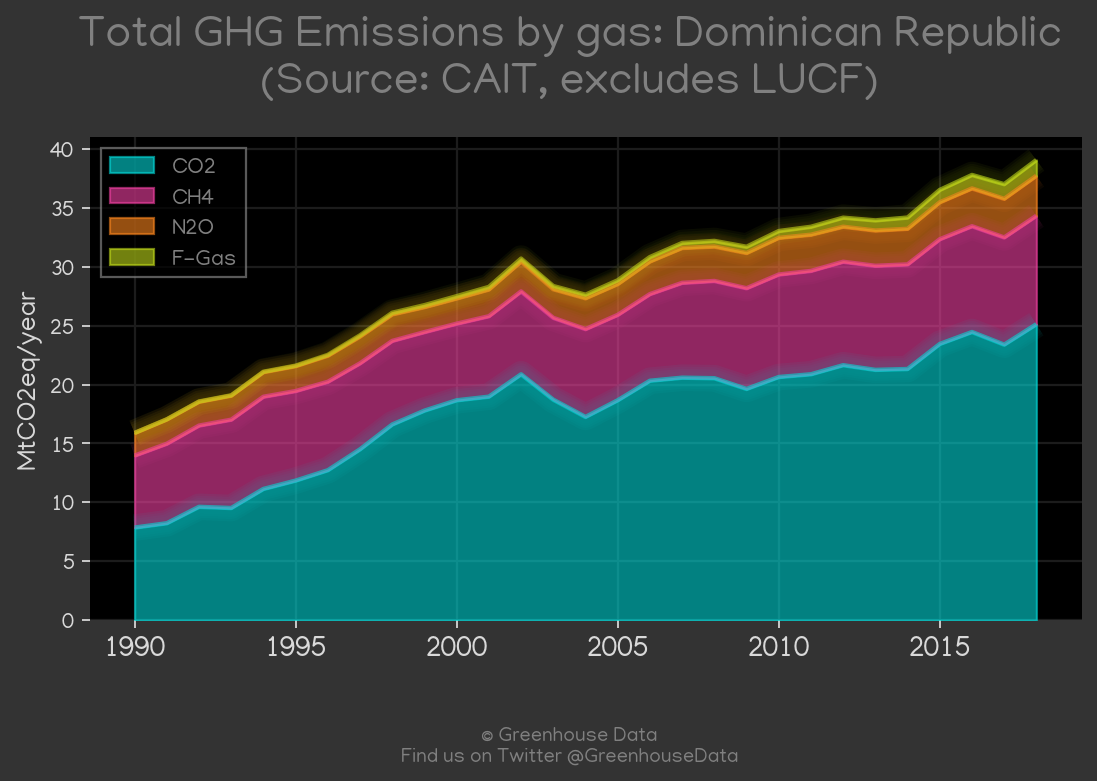 Total GHG Emissions by gas: Dominican Republic
(Source: CAIT, excludes LUCF)
40
35
30
25
20
15
10
5
0
MtCO2eq/year
CO2
CH4
N2O
F-Gas
1990 1995 2000 2005 2010 2015
© Greenhouse Data
Find us on Twitter @GreenhouseData